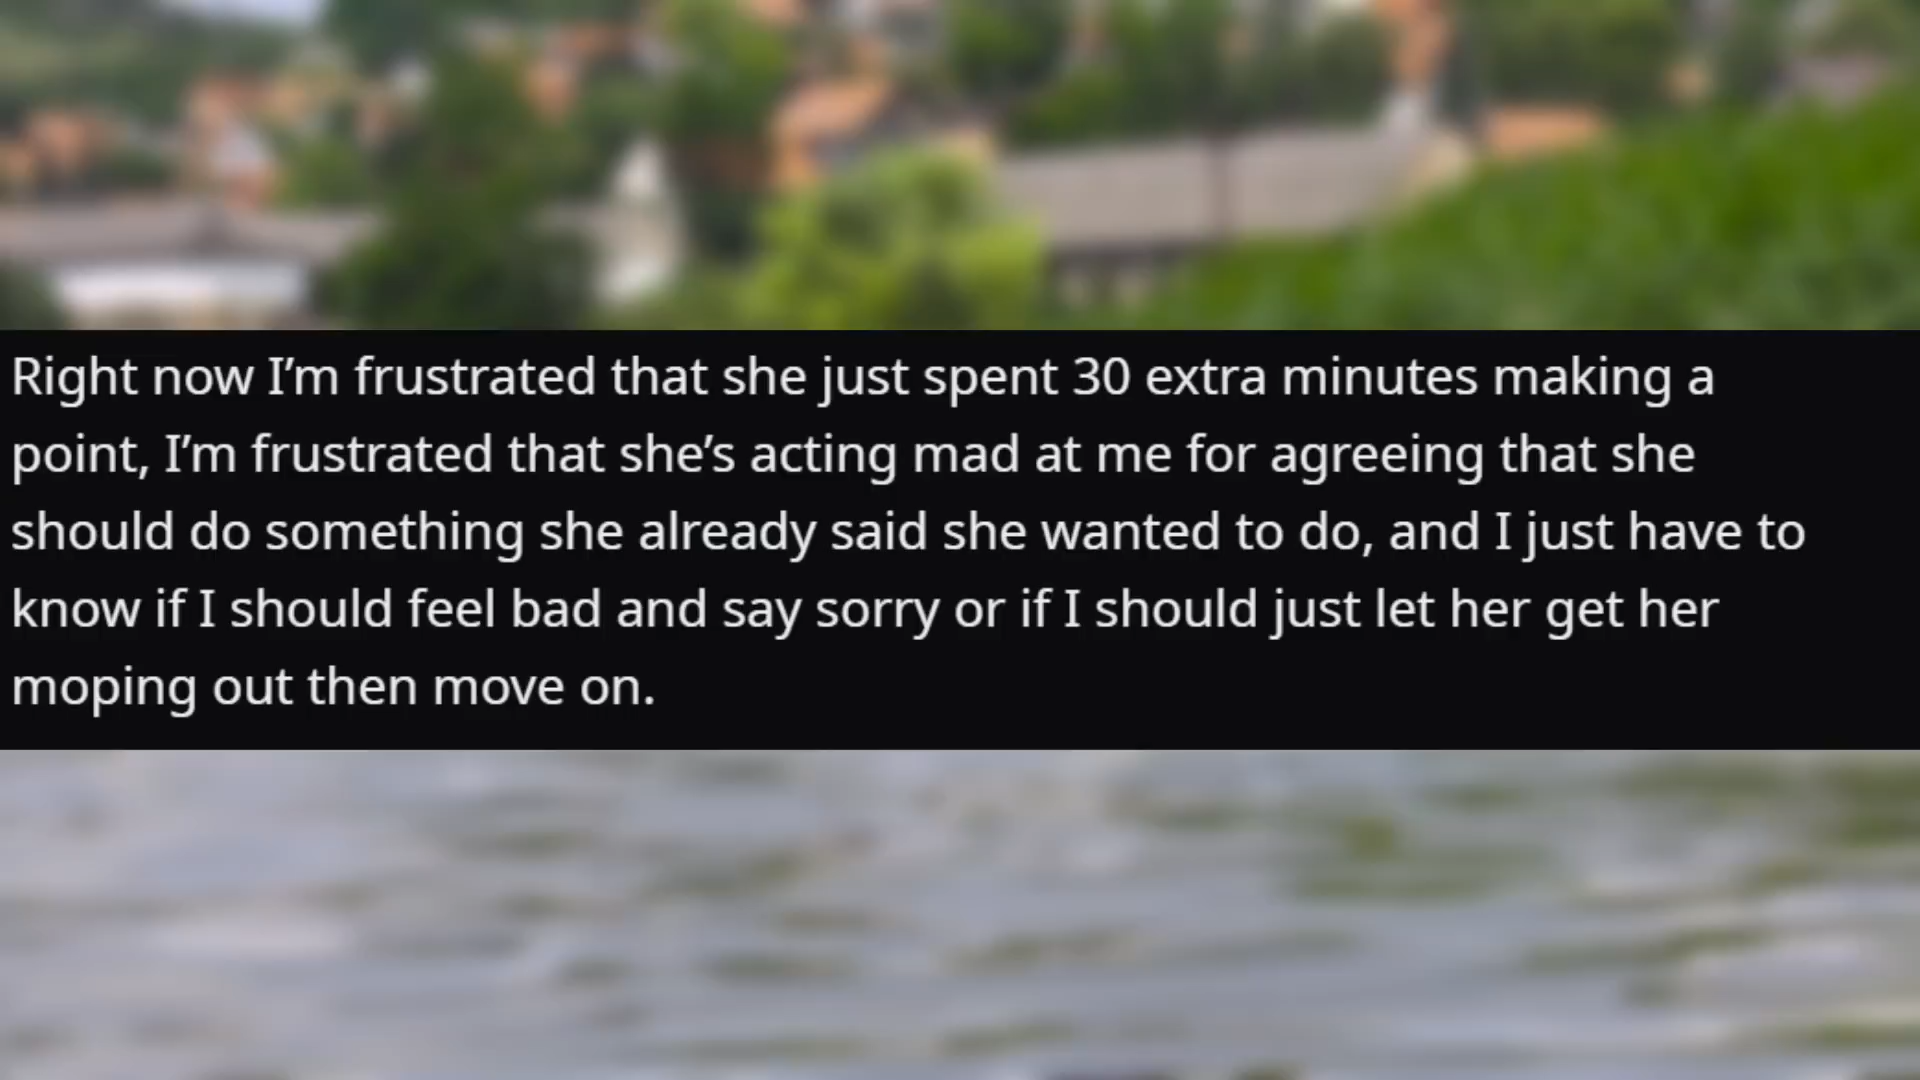 Right now I’m frustrated that she just spent 30 extra minutes making a
point, I’m frustrated that she’s acting mad at me for agreeing that she
should do something she already said she wanted to do, and I just have to
know if I should feel bad and say sorry or if I should just let her get her
moping out then move on.